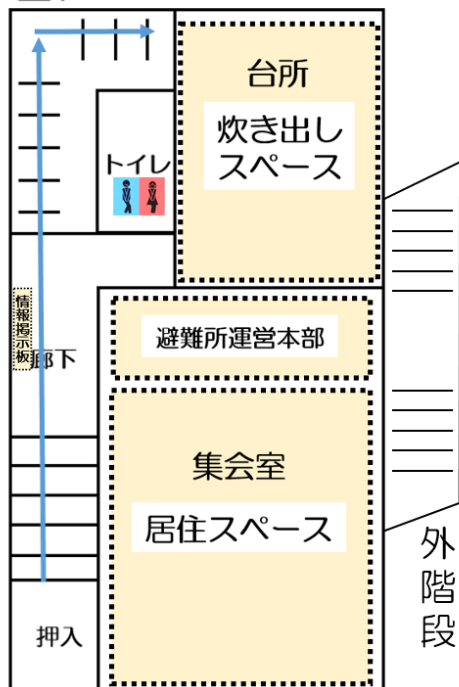 台所
炊き出し
スペース
トイレ
情報掲示板
廊下
避難所運営本部
集会室
居住スペース
外階段
押入